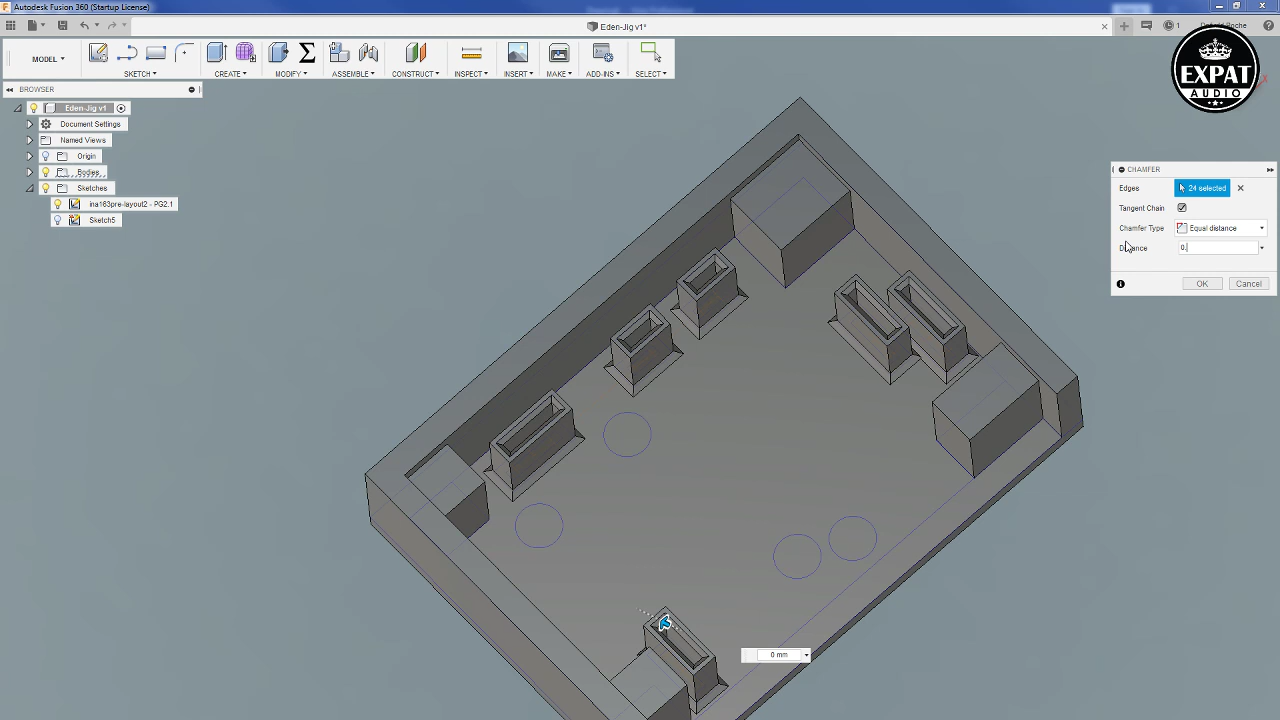 Autodesk Fusion 360 (Startup License)
Eden-Jig v1*
1
MODEL
SKETCH
CREATE
MODIFY
ASSEMBLE
CONSTRUCT
INSPECT
INSERT
MAKE
ADD-INS
SELECT
EXPAT
AUDIO
BROWSER
Eden-Jig v1
Document Settings
Named Views
Origin
Bodies
Sketches
ina163pre-layout2 - PG2.1
Sketch5
CHAMFER
Edges
24 selected
Tangent Chain
Chamfer Type
Equal distance
0.
OK
Cancel
0 mm